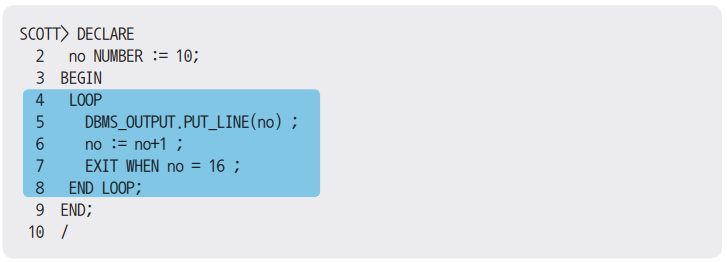 SCOTT> DECLARE
2 no NUMBER := 10;
3 BEGIN
4 LOOP
5 DBMS_OUTPUT.PUT_LINE(no) ;
6 no := no+1 ;
7 EXIT WHEN no = 16 ;
8 END LOOP;
9 END;
10 /